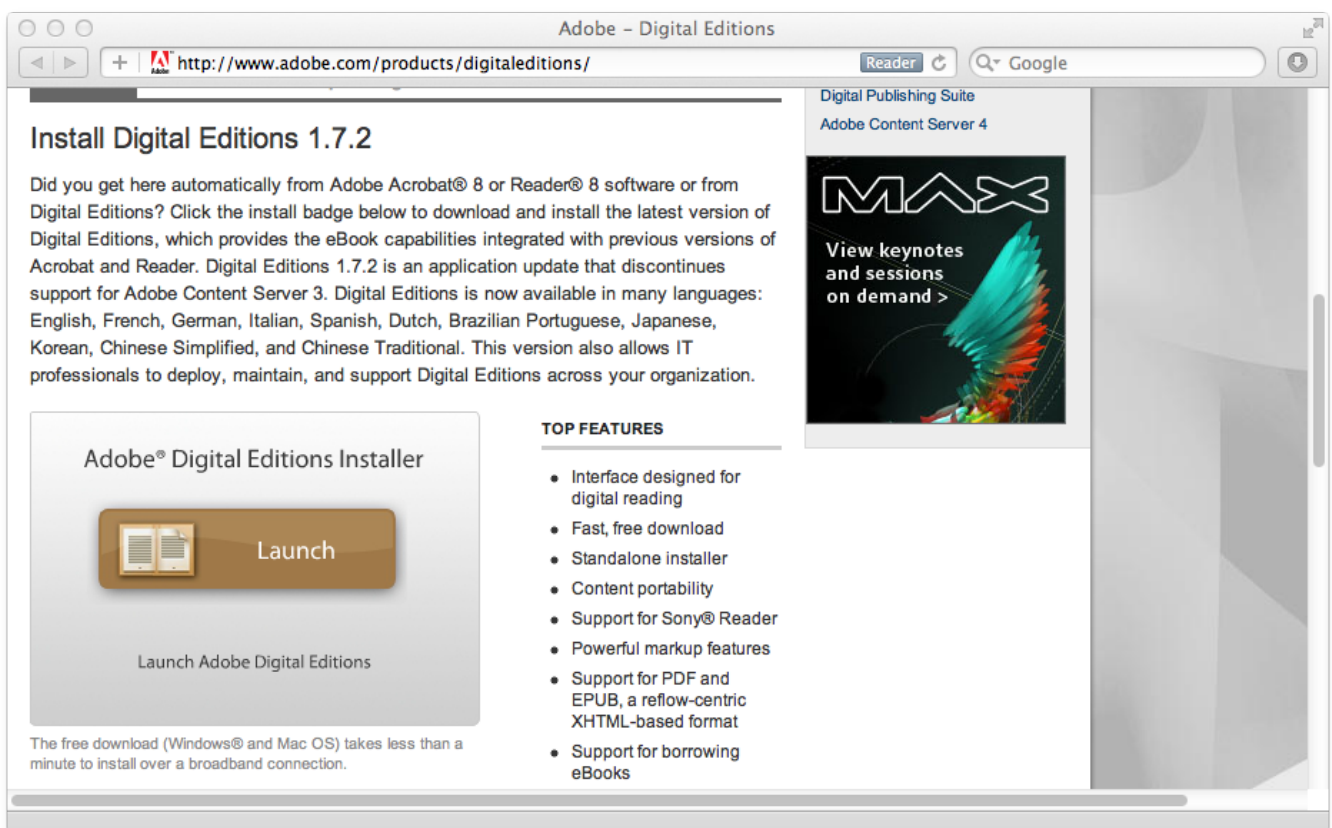 Adobe – Digital Editions
Adobe http://www.adobe.com/products/digitaleditions/ Reader Google
Install Digital Editions 1.7.2
Did you get here automatically from Adobe Acrobat® 8 or Reader® 8 software or from
Digital Editions? Click the install badge below to download and install the latest version of
Digital Editions, which provides the eBook capabilities integrated with previous versions of
Acrobat and Reader. Digital Editions 1.7.2 is an application update that discontinues
support for Adobe Content Server 3. Digital Editions is now available in many languages:
English, French, German, Italian, Spanish, Dutch, Brazilian Portuguese, Japanese,
Korean, Chinese Simplified, and Chinese Traditional. This version also allows IT
professionals to deploy, maintain, and support Digital Editions across your organization.
Adobe® Digital Editions Installer
Launch
Launch Adobe Digital Editions
The free download (Windows® and Mac OS) takes less than a
minute to install over a broadband connection.
TOP FEATURES
• Interface designed for
digital reading
• Fast, free download
• Standalone installer
• Content portability
• Support for Sony® Reader
• Powerful markup features
• Support for PDF and
EPUB, a reflow-centric
XHTML-based format
• Support for borrowing
eBooks
Digital Publishing Suite
Adobe Content Server 4
MAX
View keynotes
and sessions
on demand >